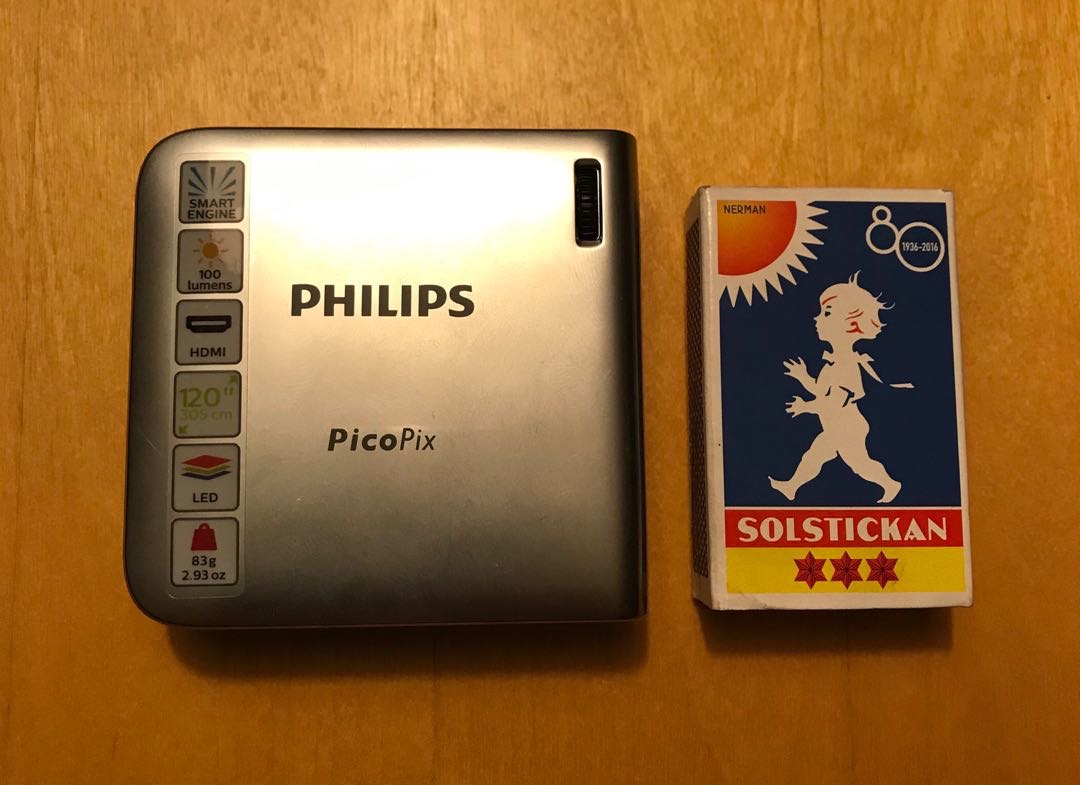 SMART
ENGINE
100
lumens
HDMI
120"
305 cm
LED
83g
2.93 oz
PHILIPS
PicoPix
NERMAN
80
1936-2016
SOLSTICKAN